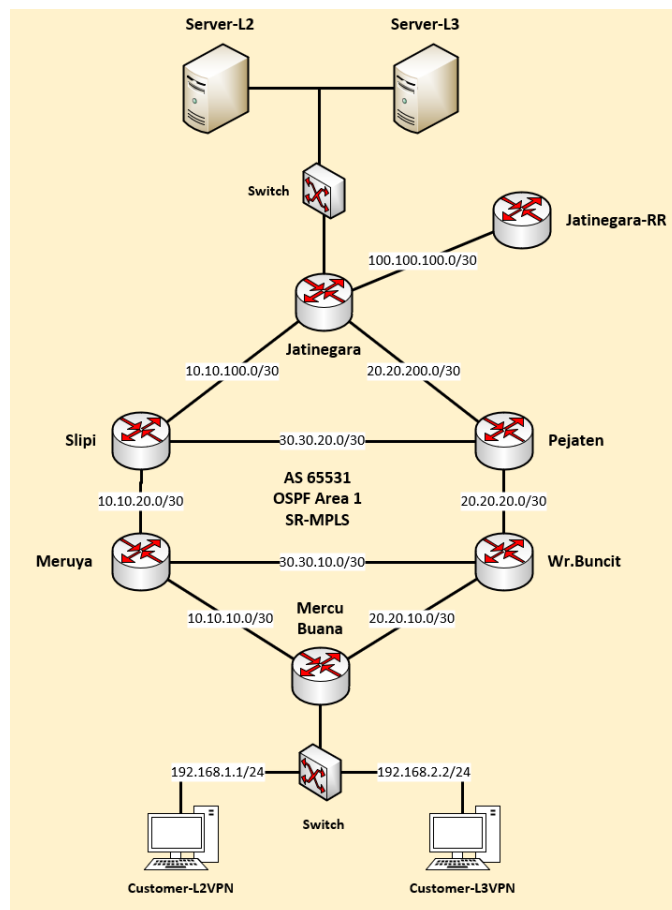 Server-L2
Server-L3
Switch
Jatinegara-RR
100.100.100.0/30
Jatinegara
10.10.100.0/30
20.20.200.0/30
Slipi
30.30.20.0/30
Pejaten
AS 65531
OSPF Area 1
SR-MPLS
10.10.20.0/30
20.20.20.0/30
Meruya
30.30.10.0/30
Wr.Buncit
Mercu
Buana
10.10.10.0/30
20.20.10.0/30
192.168.1.1/24
192.168.2.2/24
Switch
Customer-L2VPN
Customer-L3VPN